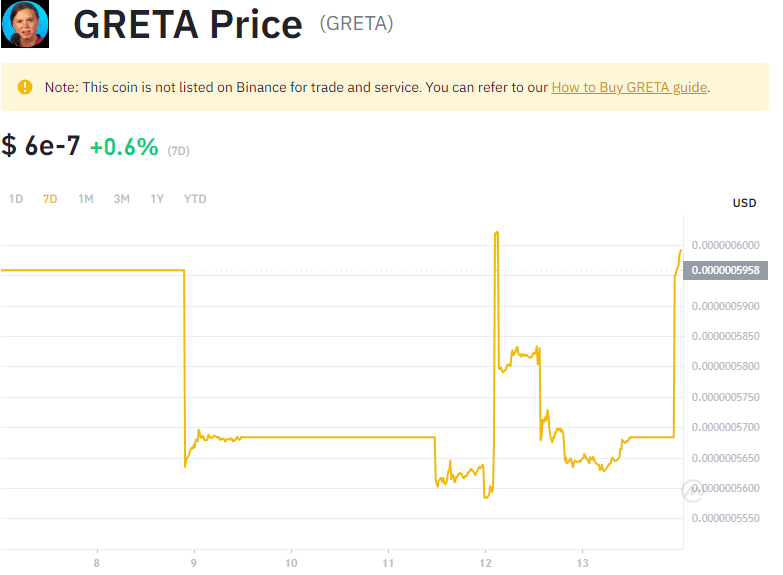 GRETA Price (GRETA)
Note: This coin is not listed on Binance for trade and service. You can refer to our How to Buy GRETA guide.
$ 6e-7 +0.6% (7D)
1D 7D 1M 3M 1Y YTD
USD
0.0000006000
0.0000005958
0.0000005900
0.0000005850
0.0000005800
0.0000005750
0.0000005700
0.0000005650
0.0000005600
0.0000005550
8 9 10 11 12 13